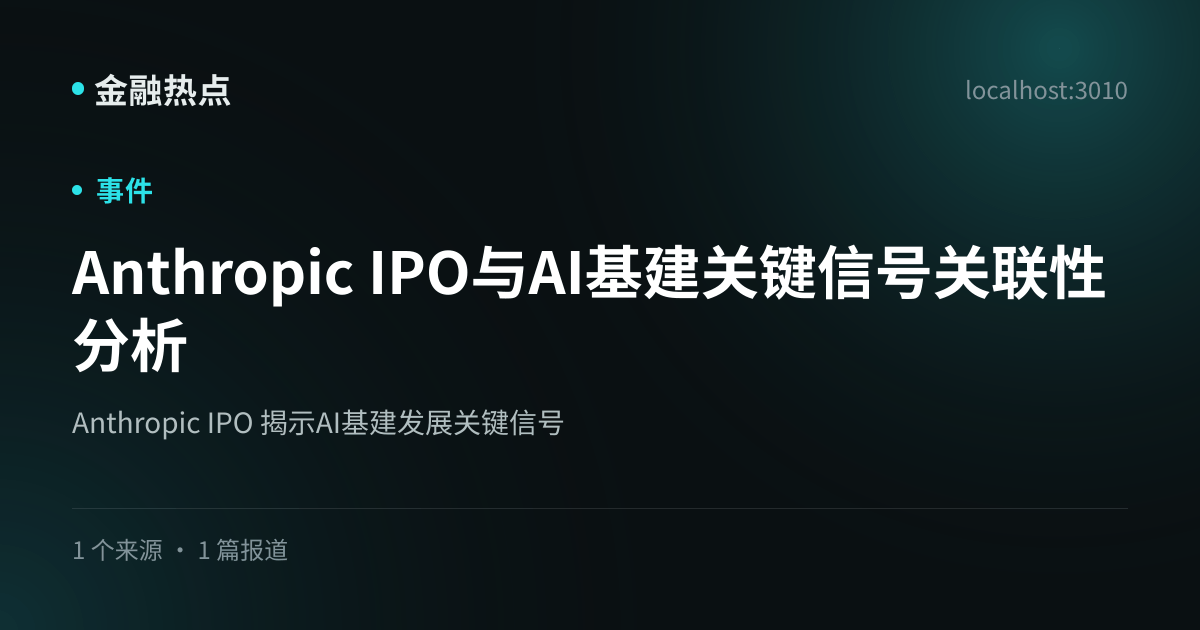 金融热点
localhost:3010
事件
Anthropic IPO与AI基建关键信号关联性
分析
Anthropic IPO 揭示AI基建发展关键信号
1 个来源 · 1 篇报道